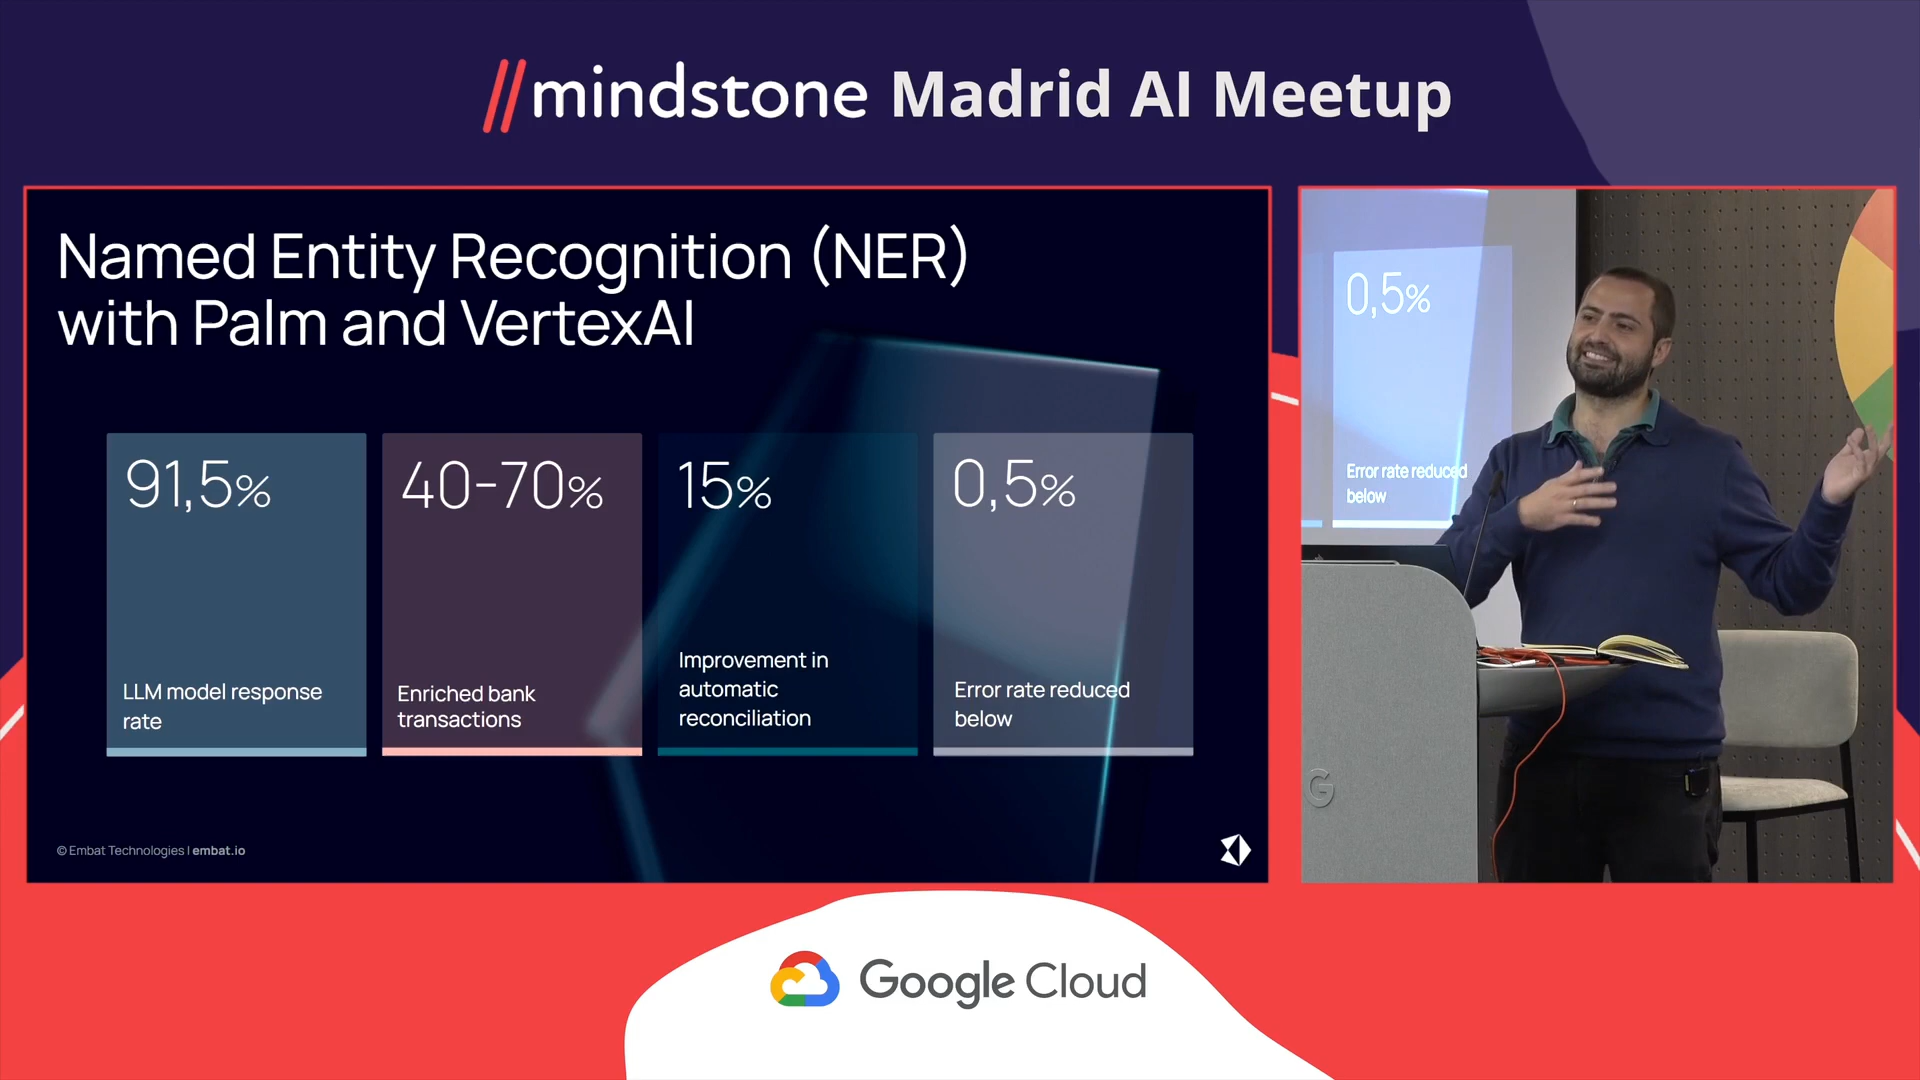 //mindstone Madrid AI Meetup
Named Entity Recognition (NER)
with Palm and VertexAI
91,5%
LLM model response
rate
40-70%
Enriched bank
transactions
15%
Improvement in
automatic
reconciliation
0,5%
Error rate reduced
below
© Embat Technologies | embat.io
0,5%
Error rate reduced
below
G
Google Cloud